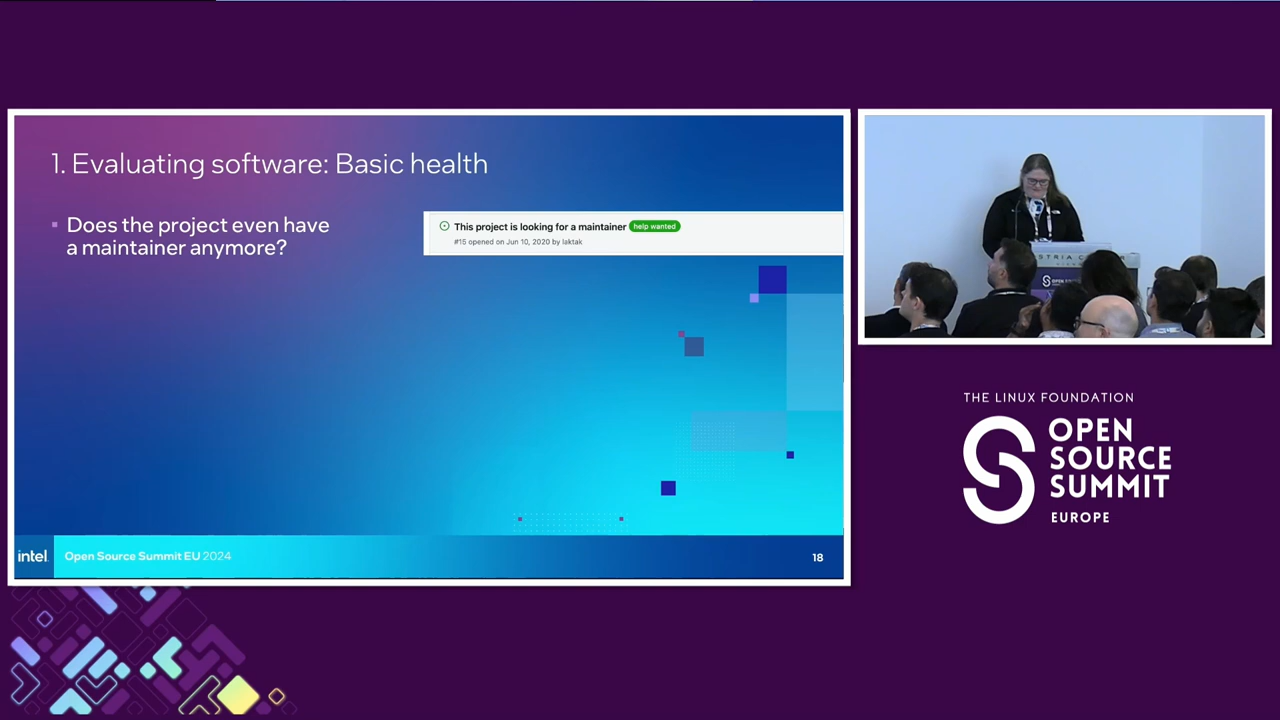 1. Evaluating software: Basic health
Does the project even have
a maintainer anymore?
This project is looking for a maintainer help wanted
#15 opened on Jun 10, 2020 by laktak
intel.
Open Source Summit EU 2024
18
OPEN SOURCE
THE LINUX FOUNDATION
OPEN
SOURCE
SUMMIT
EUROPE